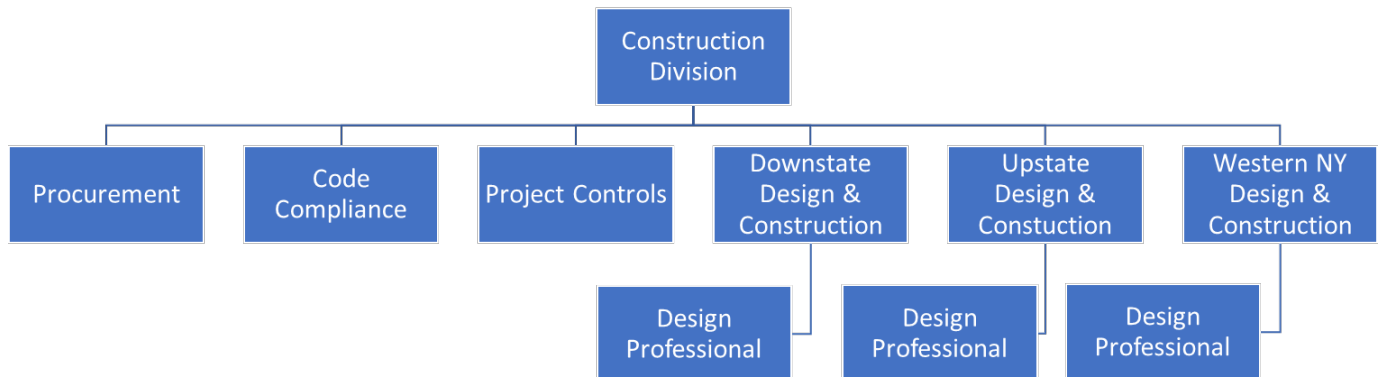 Construction
Division
Procurement
Code
Compliance
Project Controls
Downstate
Design &
Construction
Upstate
Design &
Constuction
Western NY
Design &
Construction
Design
Professional
Design
Professional
Design
Professional